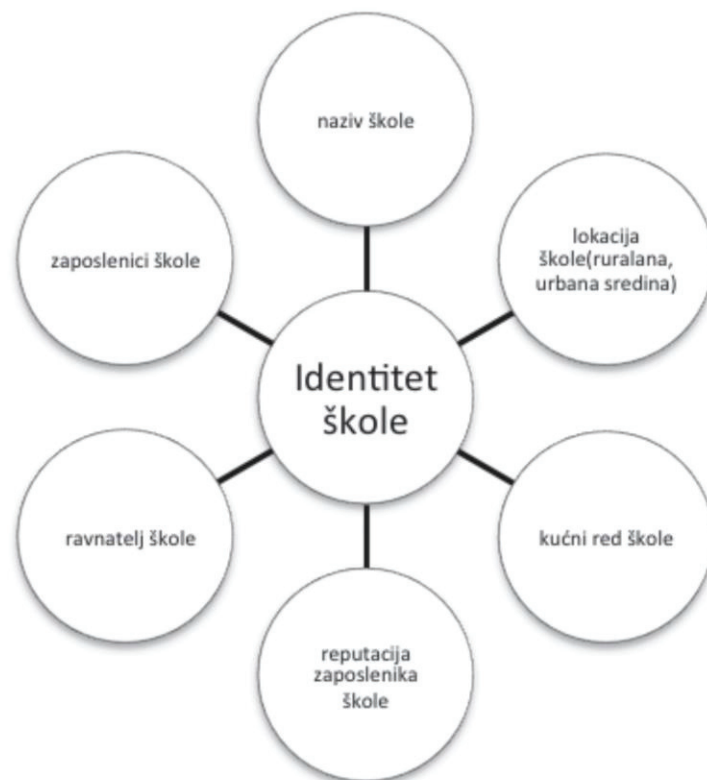 naziv škole
lokacija
škole(ruralana,
urbana sredina)
kućni red škole
reputacija
zaposlenika
škole
ravnatelj škole
zaposlenici škole
Identitet
škole